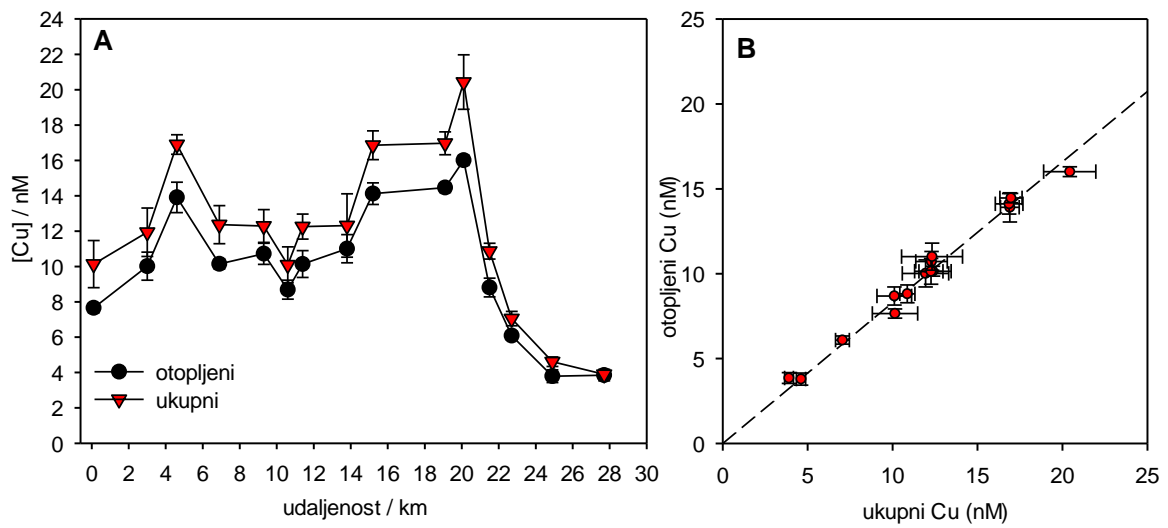 A
[Cu] / nM
24
22
20
18
16
14
12
10
8
6
4
2
0
otopljeni
ukupni
0 2 4 6 8 10 12 14 16 18 20 22 24 26 28 30
udaljenost / km
B
otopljeni Cu (nM)
25
20
15
10
5
0
0 5 10 15 20 25
ukupni Cu (nM)